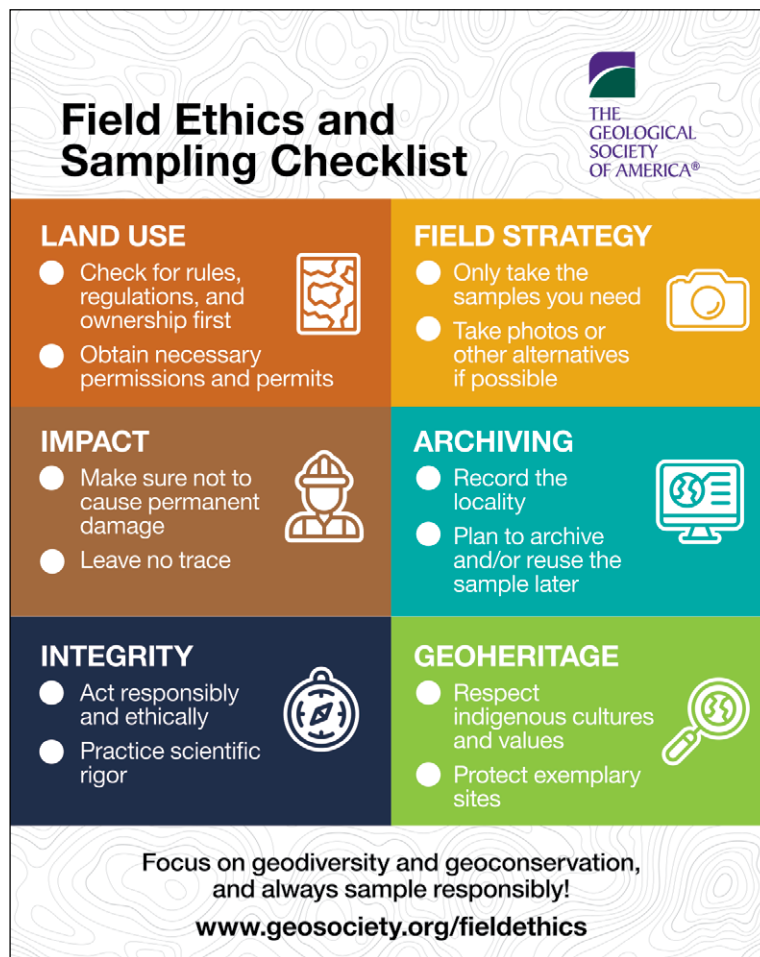 Field Ethics and
Sampling Checklist
THE
GEOLOGICAL
SOCIETY
OF AMERICA®
LAND USE
Check for rules,
regulations, and
ownership first
Obtain necessary
permissions and permits
FIELD STRATEGY
Only take the
samples you need
Take photos or
other alternatives
if possible
IMPACT
Make sure not to
cause permanent
damage
Leave no trace
ARCHIVING
Record the
locality
Plan to archive
and/or reuse the
sample later
INTEGRITY
Act responsibly
and ethically
Practice scientific
rigor
GEOHERITAGE
Respect
indigenous cultures
and values
Protect exemplary
sites
Focus on geodiversity and geoconservation,
and always sample responsibly!
www.geosociety.org/fieldethics